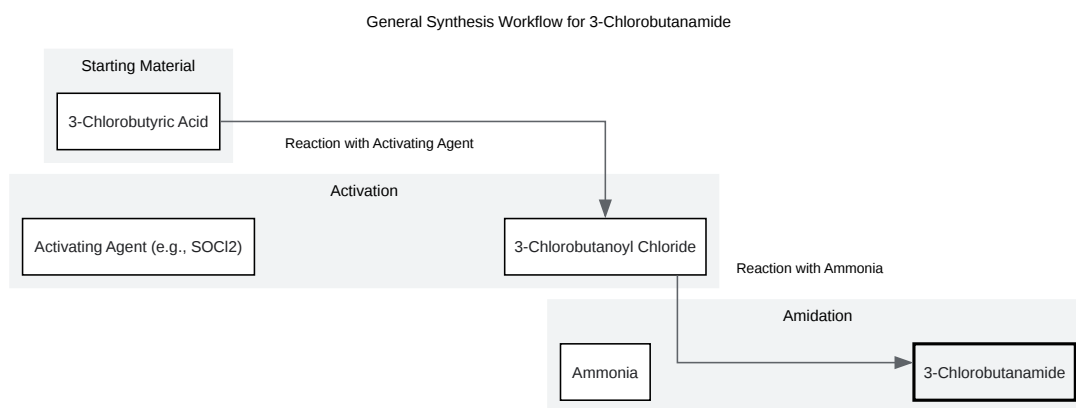 General Synthesis Workflow for 3-Chlorobutanamide
Starting Material
3-Chlorobutyric Acid
Reaction with Activating Agent
Activation
Activating Agent (e.g., SOCl2)
3-Chlorobutanoyl Chloride
Reaction with Ammonia
Amidation
Ammonia
3-Chlorobutanamide